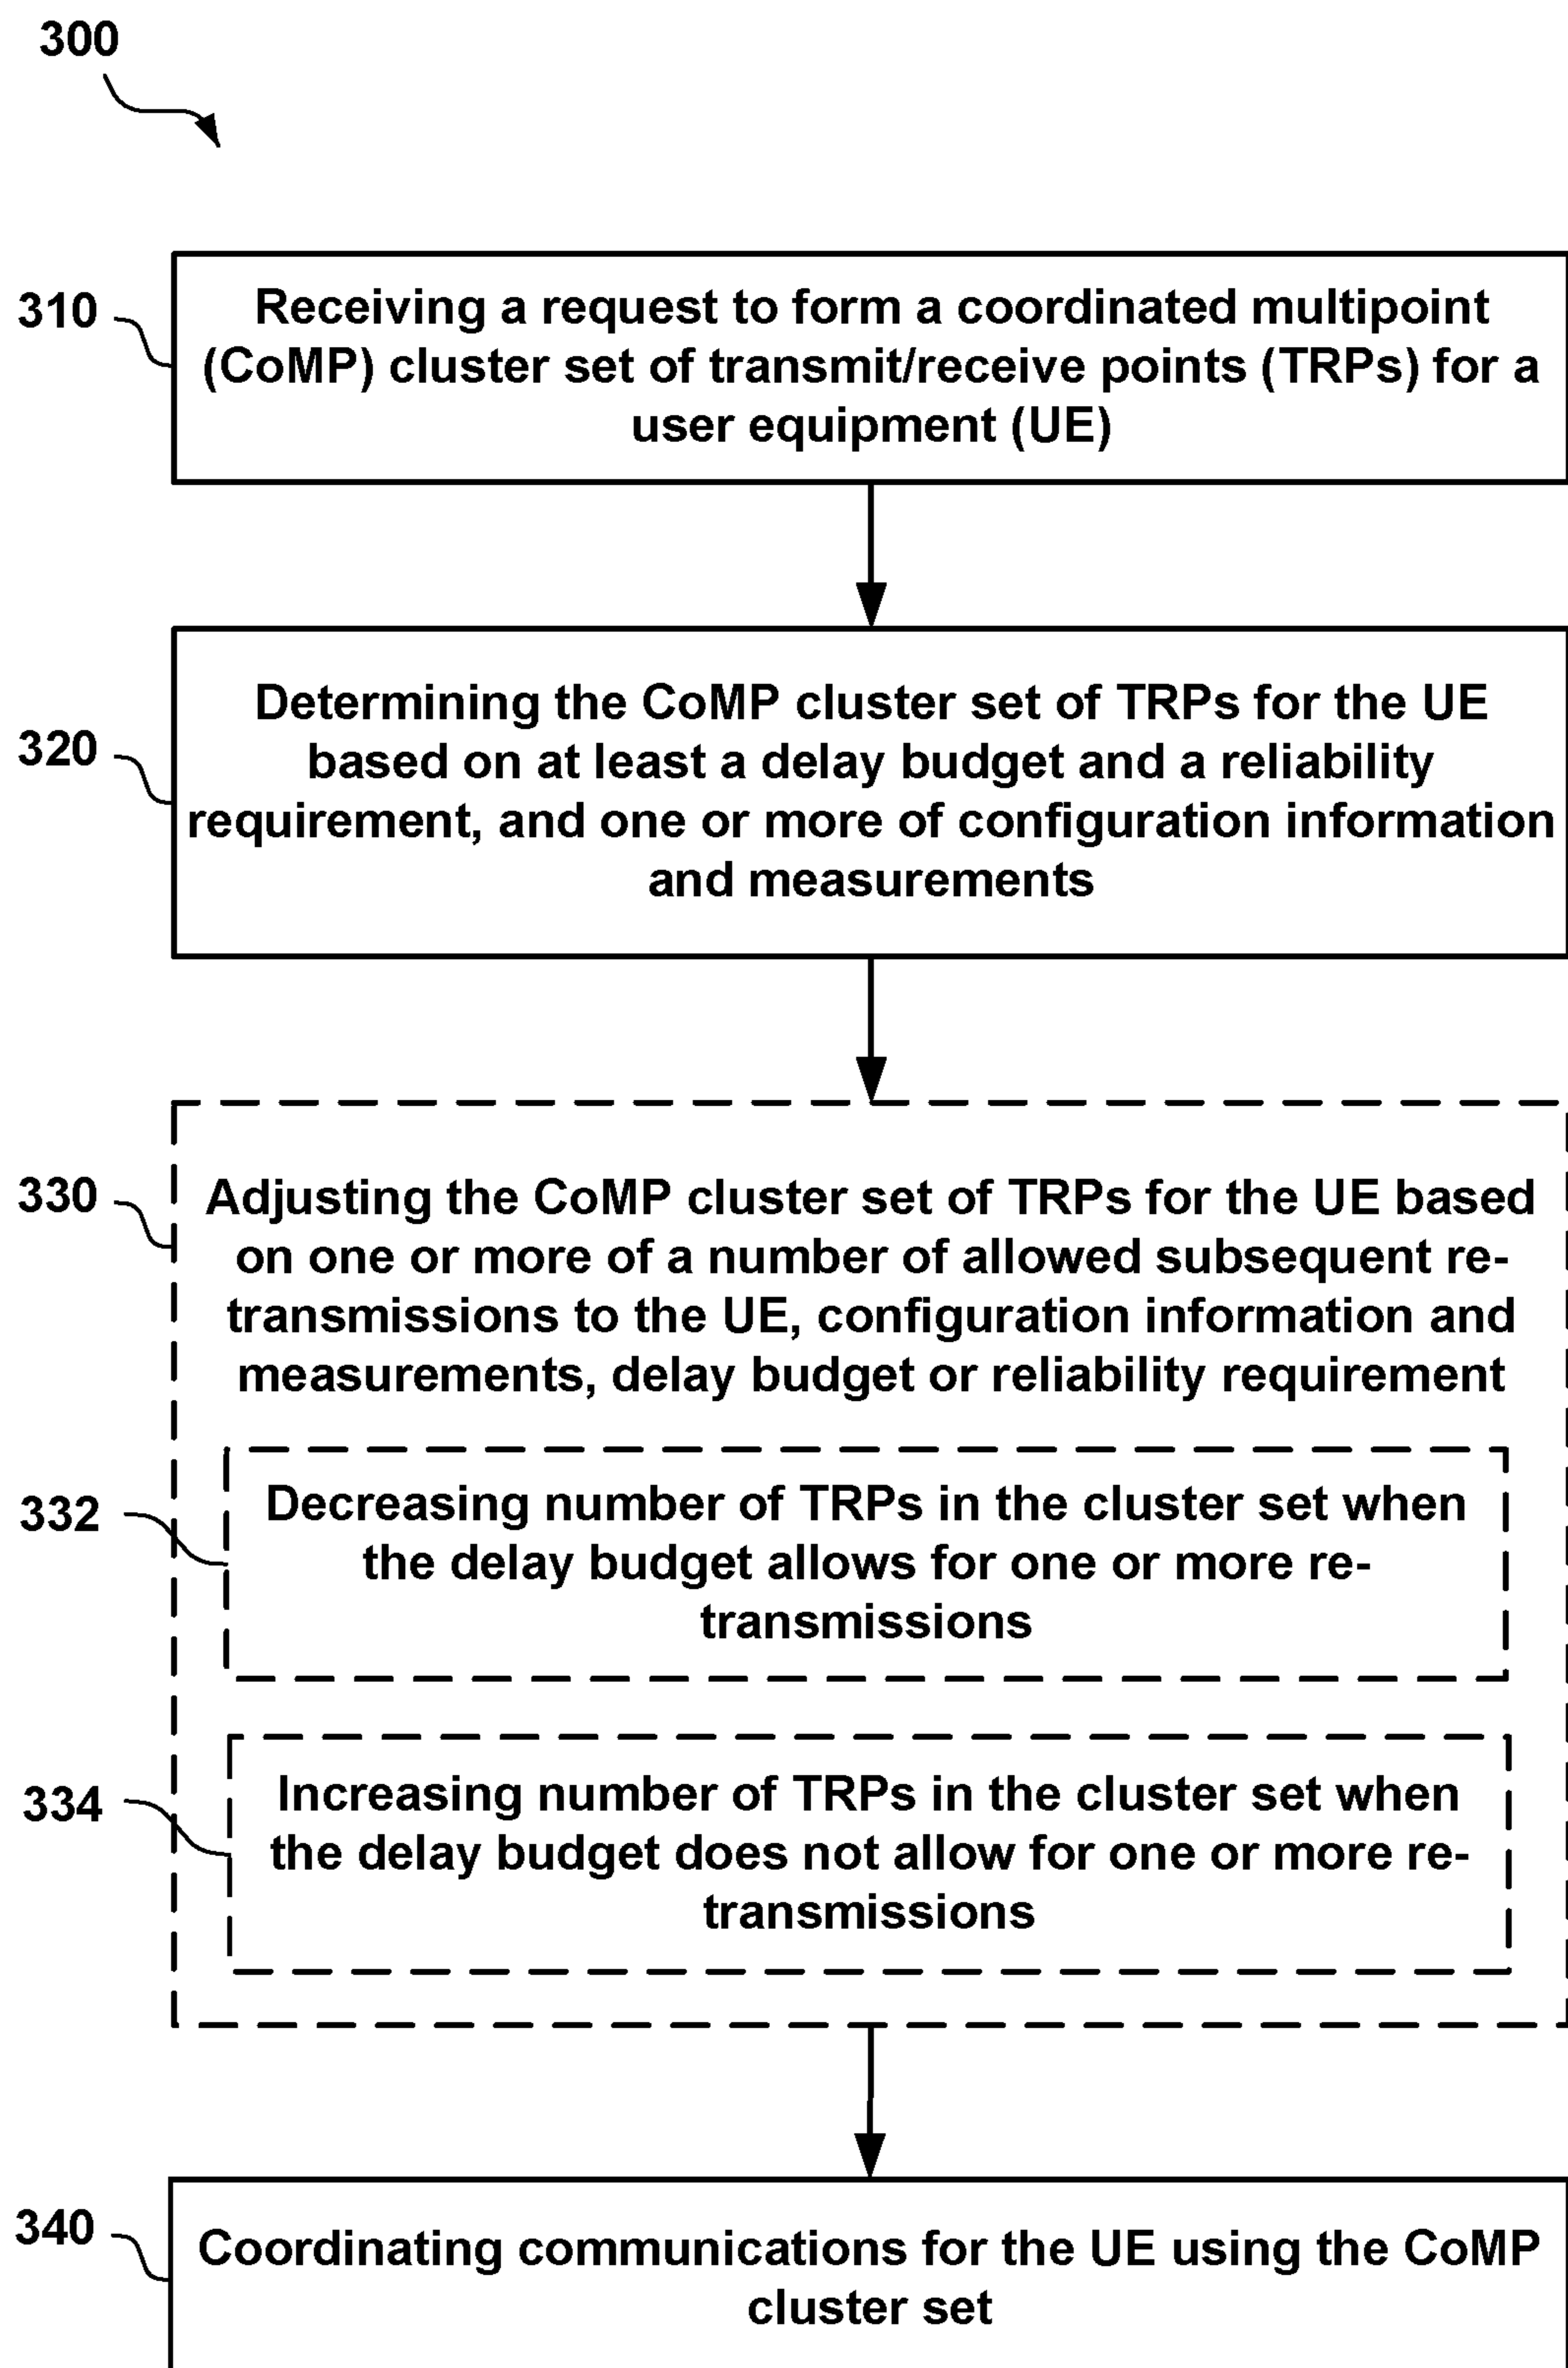 300
310
Receiving a request to form a coordinated multipoint
(CoMP) cluster set of transmit/receive points (TRPs) for a
user equipment (UE)
320
Determining the CoMP cluster set of TRPs for the UE
based on at least a delay budget and a reliability
requirement, and one or more of configuration information
and measurements
330
Adjusting the CoMP cluster set of TRPs for the UE based
on one or more of a number of allowed subsequent re-
transmissions to the UE, configuration information and
measurements, delay budget or reliability requirement
332
Decreasing number of TRPs in the cluster set when
the delay budget allows for one or more re-
transmissions
334
Increasing number of TRPs in the cluster set when
the delay budget does not allow for one or more re-
transmissions
340
Coordinating communications for the UE using the CoMP
cluster set